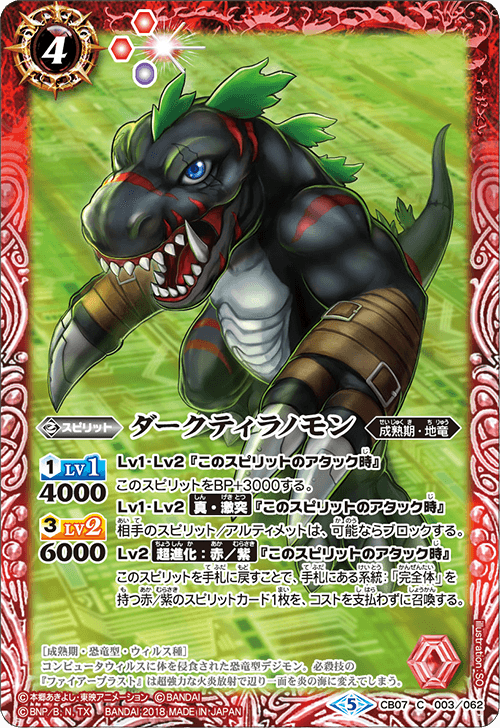 4
スピリット ダークティラノモン 成熟期・地竜
せいじゅくき ちりゅう
1 LV1 4000
Lv1・Lv2『このスピリットのアタック時』
このスピリットをBP+3000する。
Lv1・Lv2 真・激突『このスピリットのアタック時』
相手のスピリット/アルティメットは、可能ならブロックする。
3 LV2 6000
Lv2 超進化:赤/紫『このスピリットのアタック時』
このスピリットを手札に戻すことで、手札にある系統:「完全体」を
持つ赤/紫のスピリットカード1枚を、コストを支払わずに召喚する。
[成熟期・恐竜型・ウィルス種]
コンピュータウィルスに体を侵食された恐竜型デジモン。必殺技の
『ファイアーブラスト』は超強力な火炎放射で辺り一面を炎の海に変えてしまう。
©本郷あきよし・東映アニメーション ©BANDAI
©BNP/B, N, TX BANDAI 2018 MADE IN JAPAN
5 CB07 C 003/062